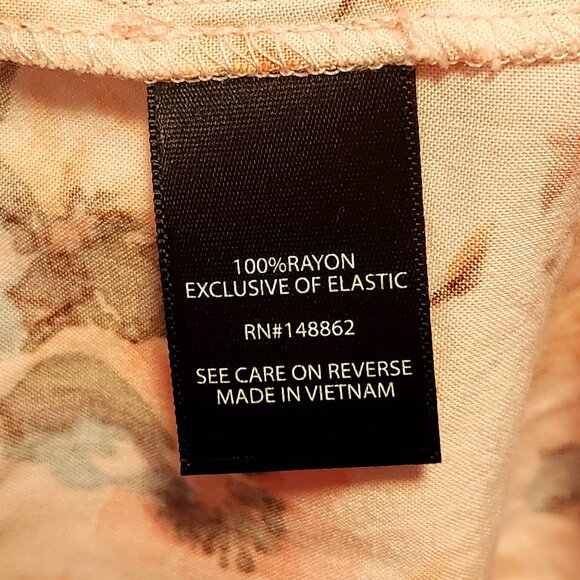 100%RAYON
EXCLUSIVE OF ELASTIC
RN#148862
SEE CARE ON REVERSE
MADE IN VIETNAM